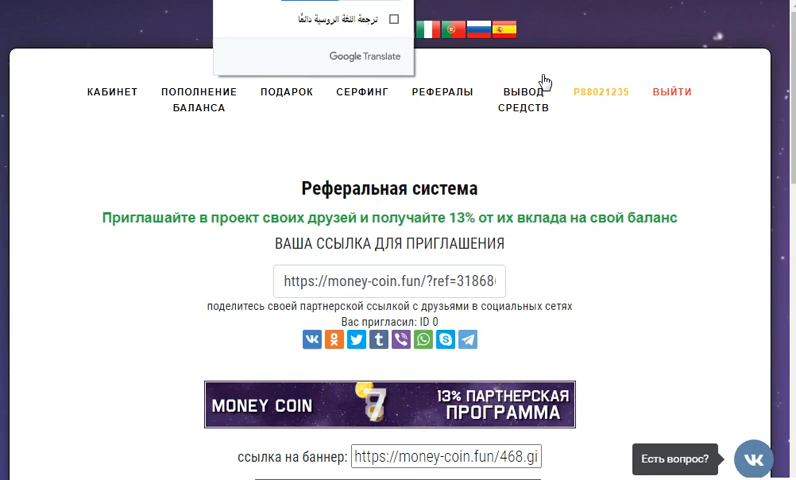 ترجمة اللغة الروسية دائمًا
Google Translate
КАБИНЕТ
ПОПОЛНЕНИЕ
БАЛАНСА
ПОДАРОК
СЕРФИНГ
РЕФЕРАЛЫ
ВЫВОД
СРЕДСТВ
P88021235
ВЫЙТИ
Реферальная система
Приглашайте в проект своих друзей и получайте 13% от их вклада на свой баланс
ВАША ССЫЛКА ДЛЯ ПРИГЛАШЕНИЯ
https://money-coin.fun/?ref=31868
поделитесь своей партнерской ссылкой с друзьями в социальных сетях
Вас пригласил: ID 0
MONEY COIN 7 13% ПАРТНЕРСКАЯ
ПРОГРАММА
ссылка на баннер: https://money-coin.fun/468.gi
Есть вопрос?